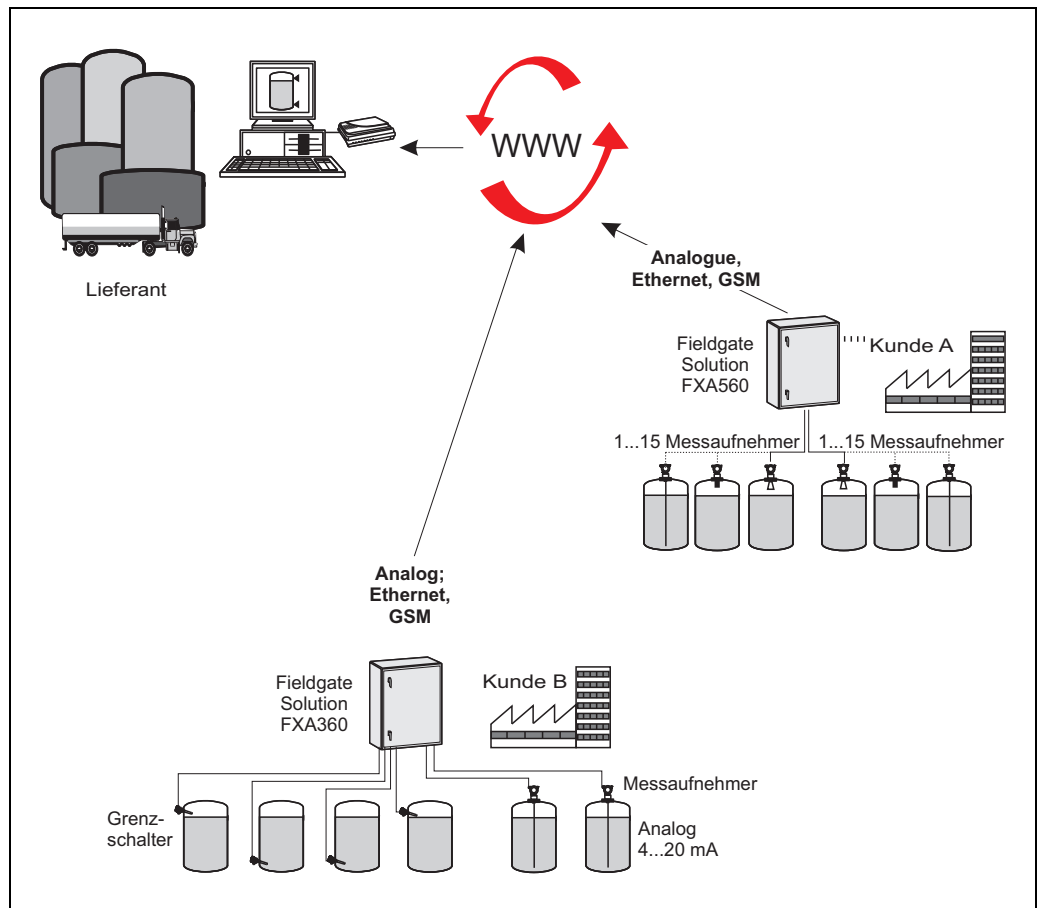 WWW
Lieferant
Analogue,
Ethernet, GSM
Fieldgate
Solution
FXA560
Kunde A
1...15 Messaufnehmer
1...15 Messaufnehmer
Analog;
Ethernet,
GSM
Fieldgate
Solution
FXA360
Kunde B
Messaufnehmer
Grenz-
schalter
Analog
4...20 mA